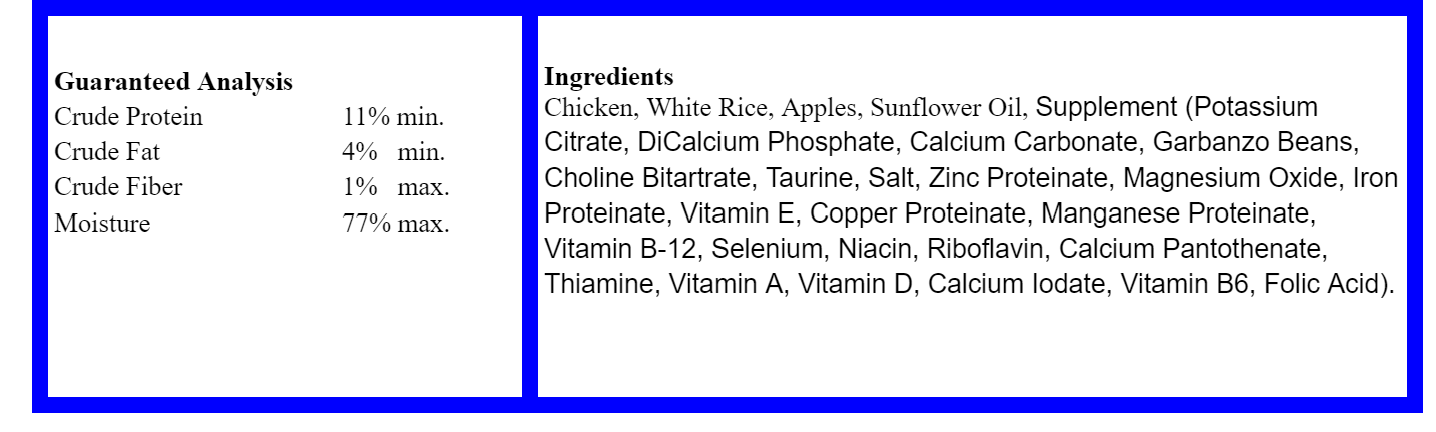 Guaranteed Analysis
Crude Protein 11% min.
Crude Fat 4% min.
Crude Fiber 1% max.
Moisture 77% max.
Ingredients
Chicken, White Rice, Apples, Sunflower Oil, Supplement (Potassium
Citrate, DiCalcium Phosphate, Calcium Carbonate, Garbanzo Beans,
Choline Bitartrate, Taurine, Salt, Zinc Proteinate, Magnesium Oxide, Iron
Proteinate, Vitamin E, Copper Proteinate, Manganese Proteinate,
Vitamin B-12, Selenium, Niacin, Riboflavin, Calcium Pantothenate,
Thiamine, Vitamin A, Vitamin D, Calcium Iodate, Vitamin B6, Folic Acid).